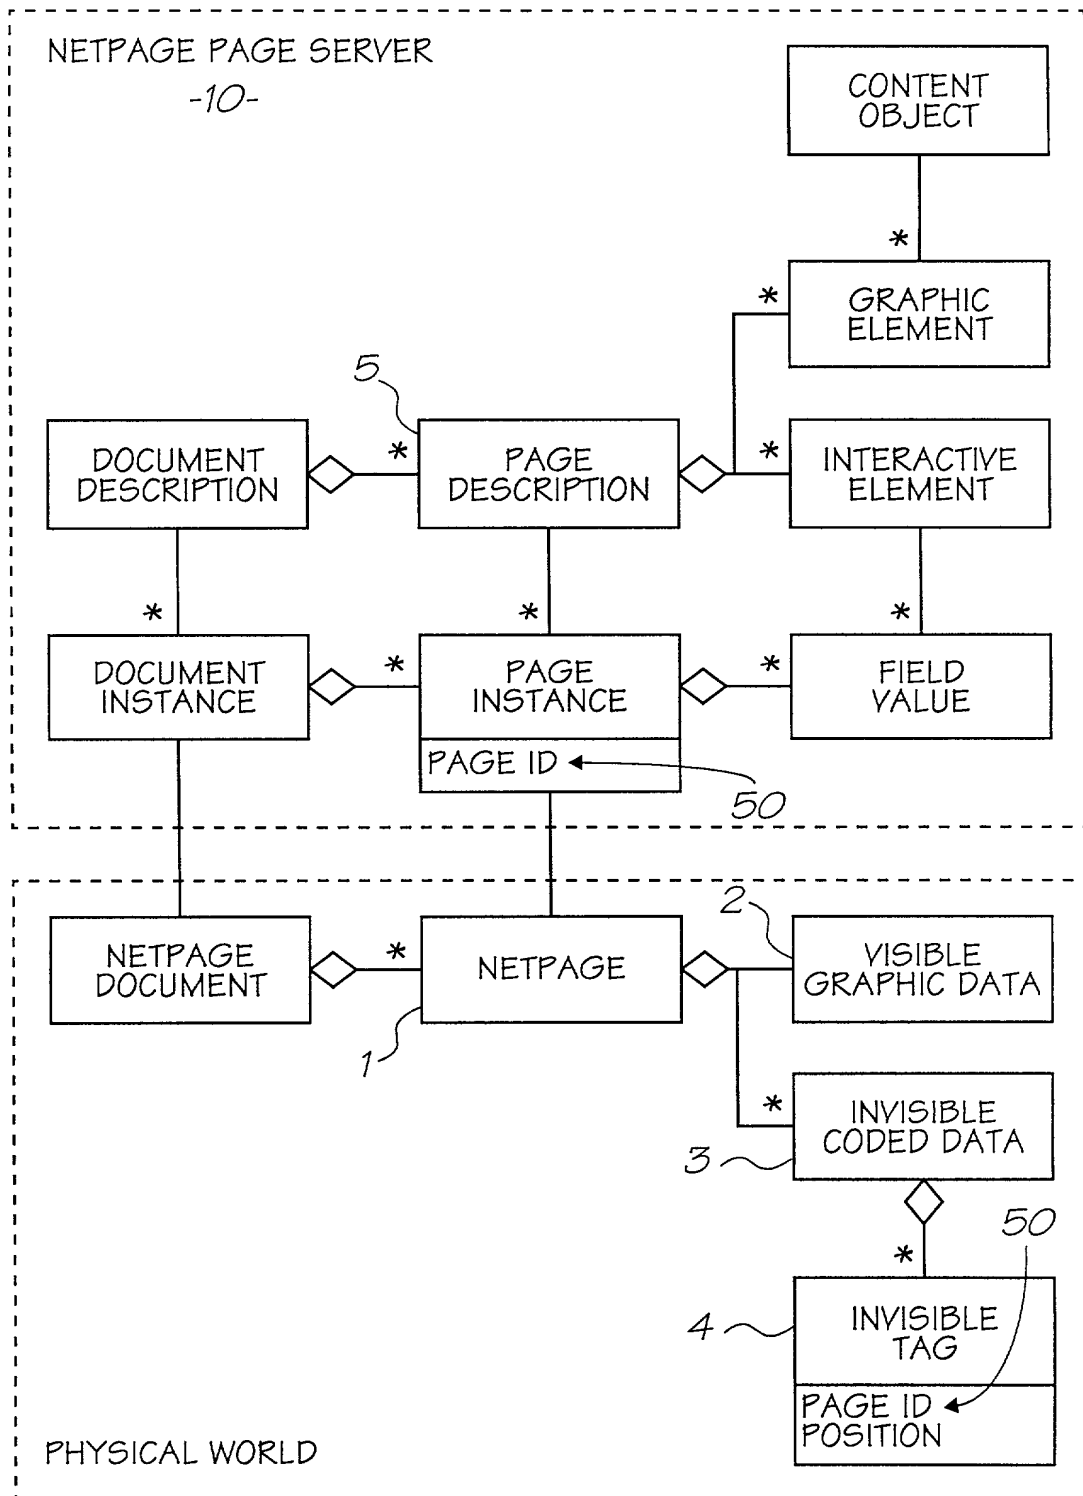 NETPAGE PAGE SERVER
-10-
CONTENT
OBJECT
*
*
GRAPHIC
ELEMENT
5
DOCUMENT
DESCRIPTION
*
PAGE
DESCRIPTION
*
INTERACTIVE
ELEMENT
*
*
*
DOCUMENT
INSTANCE
*
PAGE
INSTANCE
*
FIELD
VALUE
PAGE ID
50
2
NETPAGE
DOCUMENT
*
NETPAGE
VISIBLE
GRAPHIC DATA
1
*
INVISIBLE
CODED DATA
3
50
*
4
INVISIBLE
TAG
PAGE ID
POSITION
PHYSICAL WORLD